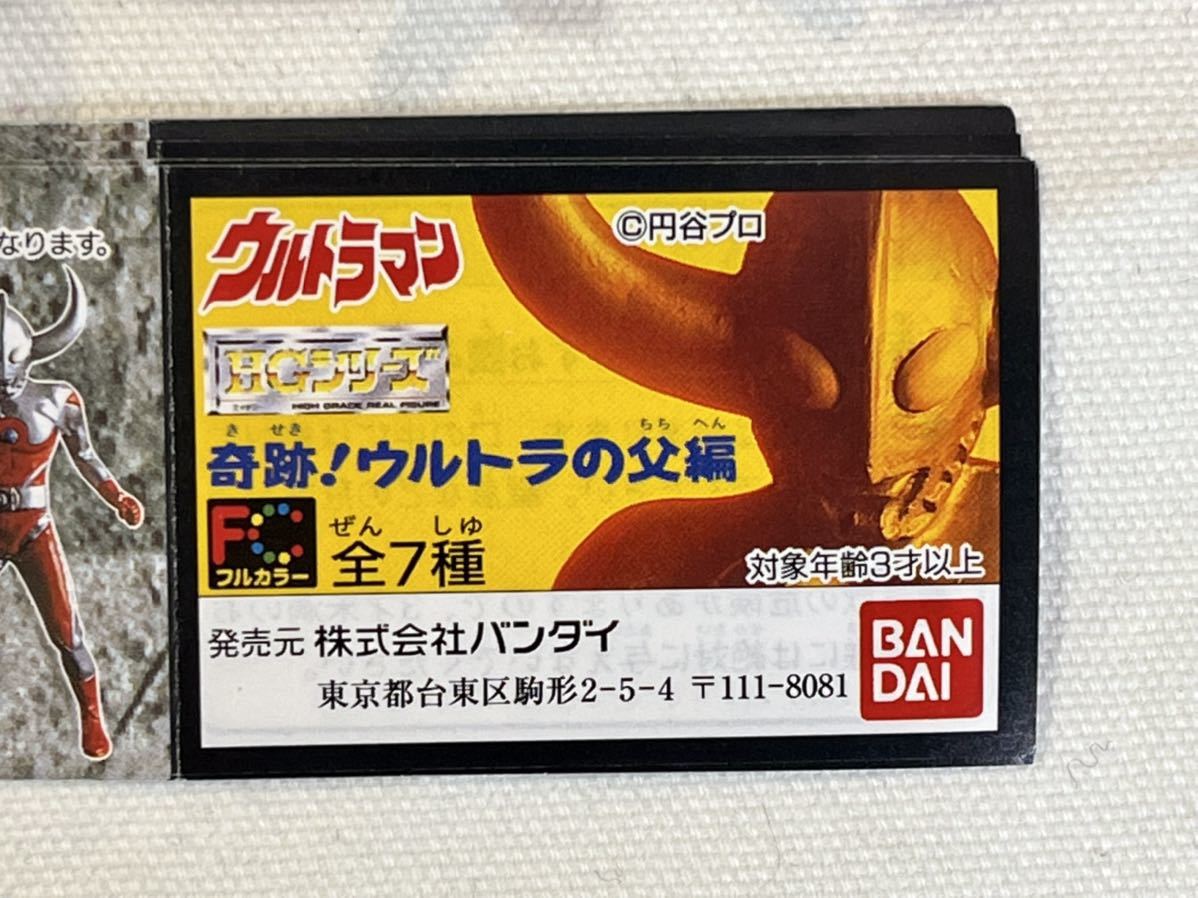 なります。
ウルトラマン
©円谷プロ
HGシリーズ
HIGH GRADE REAL FIGURE
き せき ちち へん
奇跡!ウルトラの父編
FC
フルカラー
ぜん しゅ
全7種
対象年齢3才以上
発売元 株式会社バンダイ
東京都台東区駒形2-5-4 〒111-8081
BAN
DAI